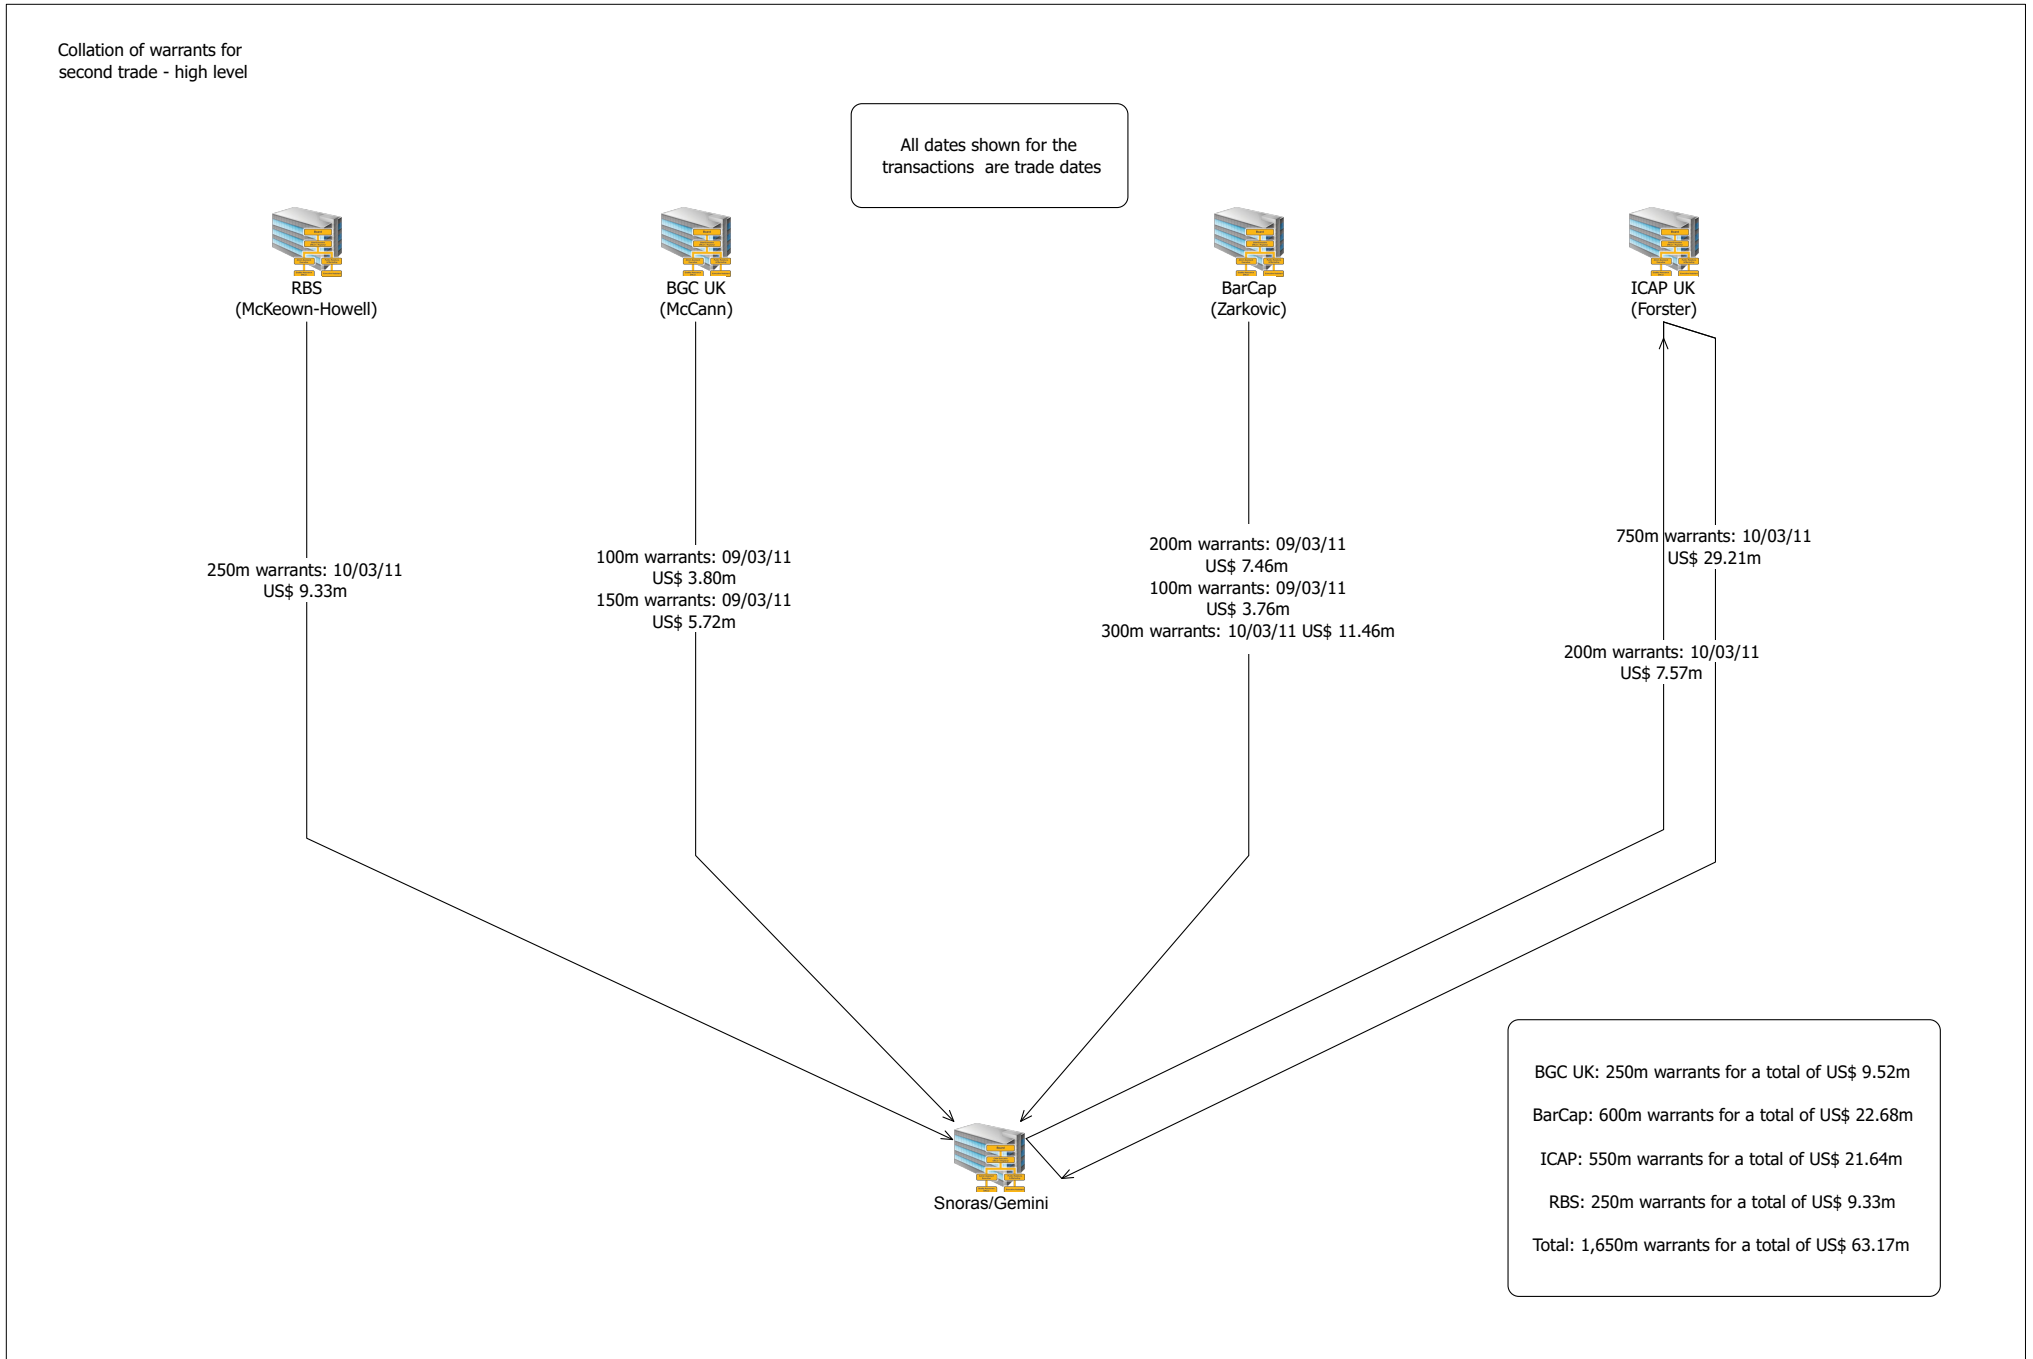 Collation of warrants for
second trade - high level
All dates shown for the
transactions are trade dates
RBS
(McKeown-Howell)
BGC UK
(McCann)
BarCap
(Zarkovic)
ICAP UK
(Forster)
250m warrants: 10/03/11
US$ 9.33m
100m warrants: 09/03/11
US$ 3.80m
150m warrants: 09/03/11
US$ 5.72m
200m warrants: 09/03/11
US$ 7.46m
100m warrants: 09/03/11
US$ 3.76m
300m warrants: 10/03/11 US$ 11.46m
750m warrants: 10/03/11
US$ 29.21m
200m warrants: 10/03/11
US$ 7.57m
Snoras/Gemini
BGC UK: 250m warrants for a total of US$ 9.52m
BarCap: 600m warrants for a total of US$ 22.68m
ICAP: 550m warrants for a total of US$ 21.64m
RBS: 250m warrants for a total of US$ 9.33m
Total: 1,650m warrants for a total of US$ 63.17m